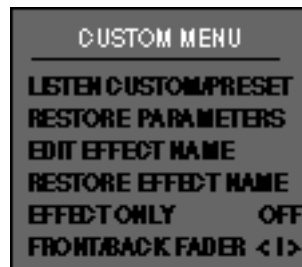 CUSTOM MENU
LISTEN CUSTOM/PRESET
RESTORE PARAMETERS
EDIT EFFECT NAME
RESTORE EFFECT NAME
EFFECT ONLY OFF
FRONT/BACK FADER <I>